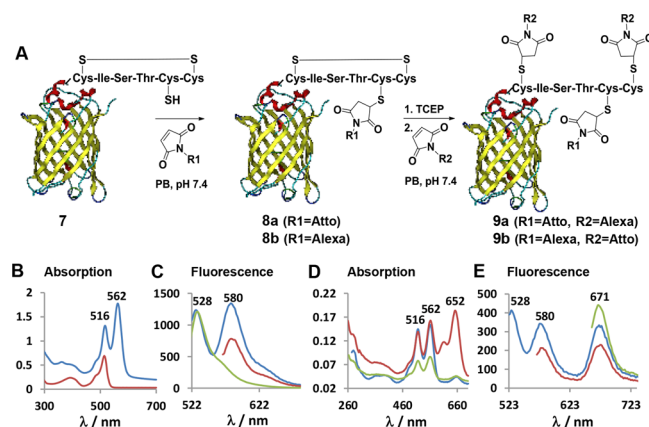 A
S S
Cys-Ile-Ser-Thr-Cys-Cys
SH
O N-R1 O
PB, pH 7.4
7
S S
Cys-Ile-Ser-Thr-Cys-Cys
S
O N O
R1
8a (R1=Atto)
8b (R1=Alexa)
1. TCEP
2.
O N-R2 O
PB, pH 7.4
R2 R2
O N O O N O
S S
Cys-Ile-Ser-Thr-Cys-Cys
S
O N O
R1
9a (R1=Atto, R2=Alexa)
9b (R1=Alexa, R2=Atto)
B Absorption
2
1.5
1
0.5
0
516 562
300 500 700
λ / nm
C Fluorescence
1500
1000
500
0
528 580
522 622
λ / nm
D Absorption
0.22
0.17
0.12
0.07
0.02
516 562 652
260 460 660
λ / nm
E Fluorescence
500
400
300
200
100
0
528 580 671
523 623 723
λ / nm